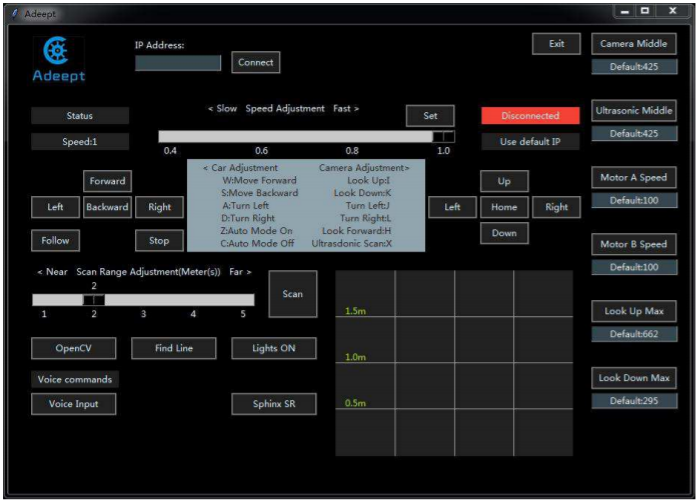 Adeept
IP Address:
Connect
Exit
Camera Middle
Default:425
Adeept
< Slow Speed Adjustment Fast >
Set
Status
Disconnected
Ultrasonic Middle
Default:425
Speed:1
0.4 0.6 0.8 1.0
Use default IP
< Car Adjustment Camera Adjustment>
W:Move Forward Look Up:I
S:Move Backward Look Down:K
A:Turn Left Turn Left:J
D:Turn Right Turn Right:L
Z:Auto Mode On Look Forward:H
C:Auto Mode Off Ultrasdonic Scan:X
Forward
Left Backward Right
Follow Stop
Up
Left Home Right
Down
Motor A Speed
Default:100
Motor B Speed
Default:100
< Near Scan Range Adjustment(Meter(s)) Far >
2
1 2 3 4 5
Scan
1.5m
1.0m
0.5m
Look Up Max
Default:662
OpenCV Find Line Lights ON
Voice commands
Voice Input Sphinx SR
Look Down Max
Default:295